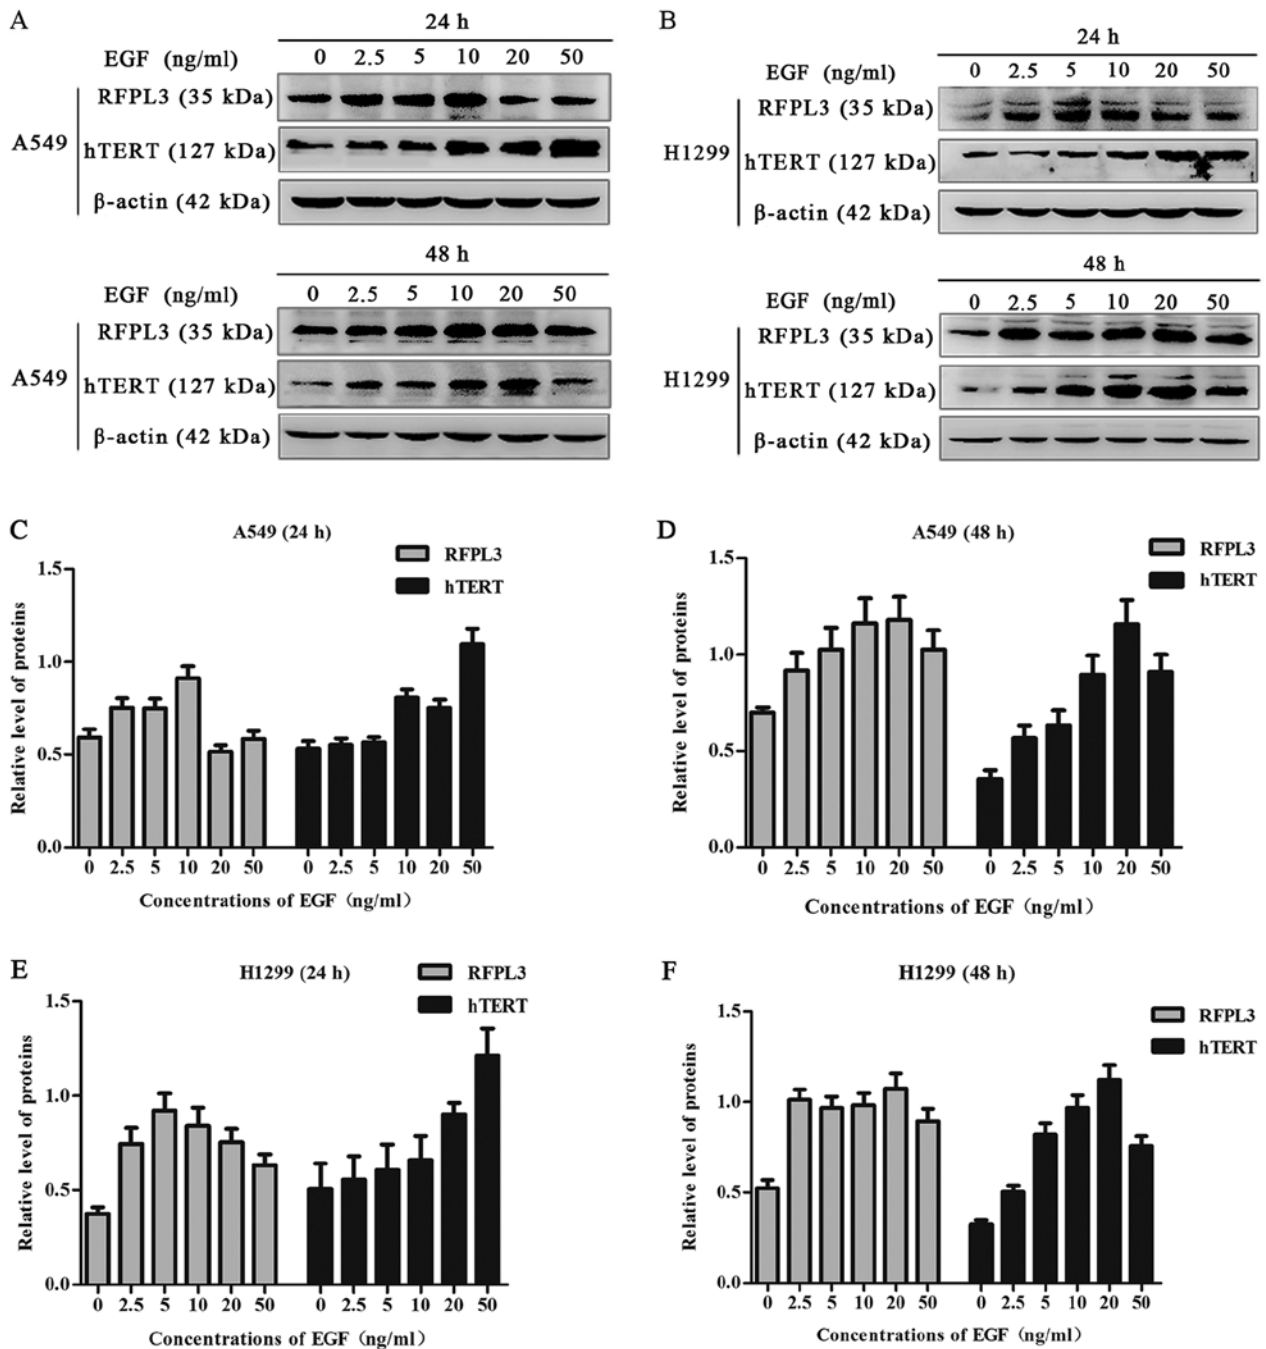 A
24 h
EGF (ng/ml) 0 2.5 5 10 20 50
RFPL3 (35 kDa)
A549 hTERT (127 kDa)
β-actin (42 kDa)
48 h
EGF (ng/ml) 0 2.5 5 10 20 50
RFPL3 (35 kDa)
A549 hTERT (127 kDa)
β-actin (42 kDa)
B
24 h
EGF (ng/ml) 0 2.5 5 10 20 50
RFPL3 (35 kDa)
H1299 hTERT (127 kDa)
β-actin (42 kDa)
48 h
EGF (ng/ml) 0 2.5 5 10 20 50
RFPL3 (35 kDa)
H1299 hTERT (127 kDa)
β-actin (42 kDa)
C
A549 (24 h)
RFPL3
hTERT
Relative level of proteins
1.5
1.0
0.5
0.0
0 2.5 5 10 20 50 0 2.5 5 10 20 50
Concentrations of EGF (ng/ml)
D
A549 (48 h)
RFPL3
hTERT
Relative level of proteins
1.5
1.0
0.5
0.0
0 2.5 5 10 20 50 0 2.5 5 10 20 50
Concentrations of EGF (ng/ml)
E
H1299 (24 h)
RFPL3
hTERT
Relative level of proteins
1.5
1.0
0.5
0.0
0 2.5 5 10 20 50 0 2.5 5 10 20 50
Concentrations of EGF (ng/ml)
F
H1299 (48 h)
RFPL3
hTERT
Relative level of proteins
1.5
1.0
0.5
0.0
0 2.5 5 10 20 50 0 2.5 5 10 20 50
Concentrations of EGF (ng/ml)